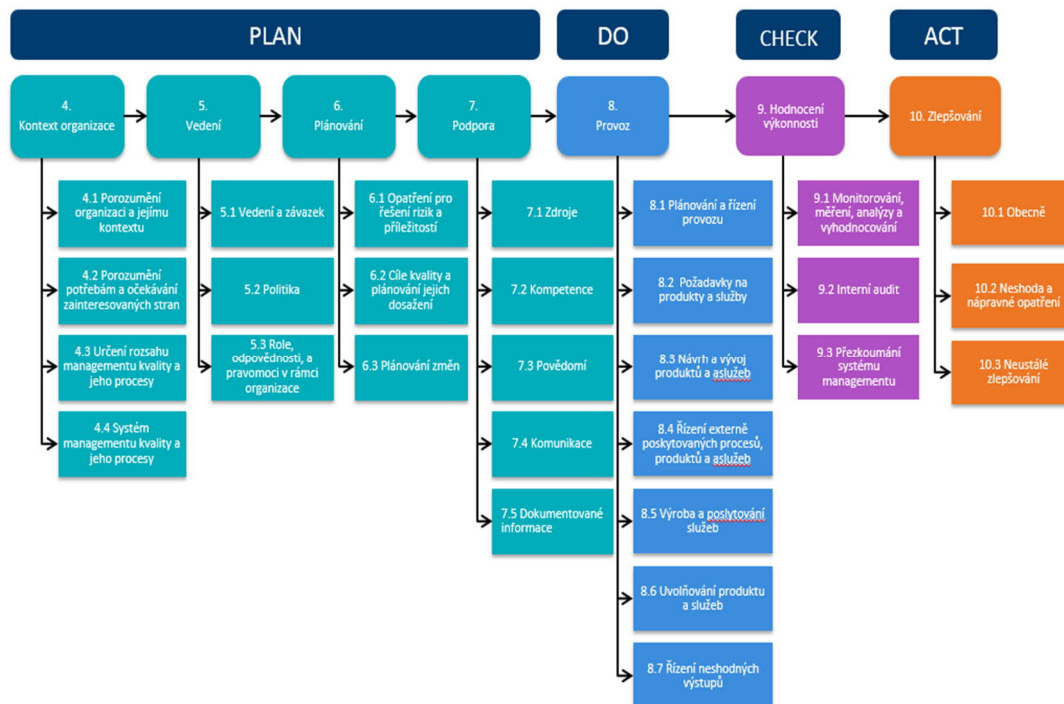 PLAN
DO
CHECK
ACT
4.
Kontext organizace
5.
Vedení
6.
Plánování
7.
Podpora
8.
Provoz
9. Hodnocení
výkonnosti
10. Zlepšování
4.1 Porozumění
organizaci a jejímu
kontextu
4.2 Porozumění
potřebám a očekávání
zainteresovaných stran
4.3 Určení rozsahu
managementu kvality a
jeho procesy
4.4 Systém
managementu kvality a
jeho procesy
5.1 Vedení a závazek
5.2 Politika
5.3 Role,
odpovědnosti, a
pravomoci v rámci
organizace
6.1 Opatření pro
řešení rizik a
příležitostí
6.2 Cíle kvality a
plánování jejich
dosažení
6.3 Plánování změn
7.1 Zdroje
7.2 Kompetence
7.3 Povědomí
7.4 Komunikace
7.5 Dokumentované
informace
8.1 Plánování a řízení
provozu
8.2 Požadavky na
produkty a služby
8.3 Návrh a vývoj
produktů a aslužeb
8.4 Řízení externě
poskytovaných procesů,
produktů a aslužeb
8.5 Výroba a poslytování
služeb
8.6 Uvolňování produktu
a služeb
8.7 Řízení neshodných
výstupů
9.1 Monitorování,
měření, analýzy a
vyhodnocování
9.2 Interní audit
9.3 Přezkoumání
systému
managementu
10.1 Obecně
10.2 Neshoda a
nápravné opatření
10.3 Neustálé
zlepšování